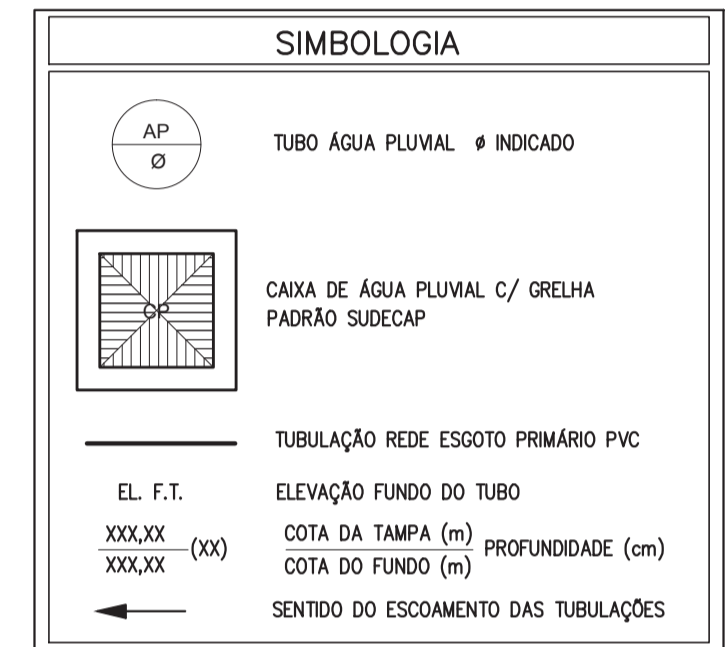 SIMBOLOGIA
AP
Ø
TUBO ÁGUA PLUVIAL Ø INDICADO
CP
CAIXA DE ÁGUA PLUVIAL C/ GRELHA
PADRÃO SUDECAP
TUBULAÇÃO REDE ESGOTO PRIMÁRIO PVC
EL. F.T. ELEVAÇÃO FUNDO DO TUBO
XXX,XX
XXX,XX
(XX)
COTA DA TAMPA (m)
COTA DO FUNDO (m)
PROFUNDIDADE (cm)
SENTIDO DO ESCOAMENTO DAS TUBULAÇÕES